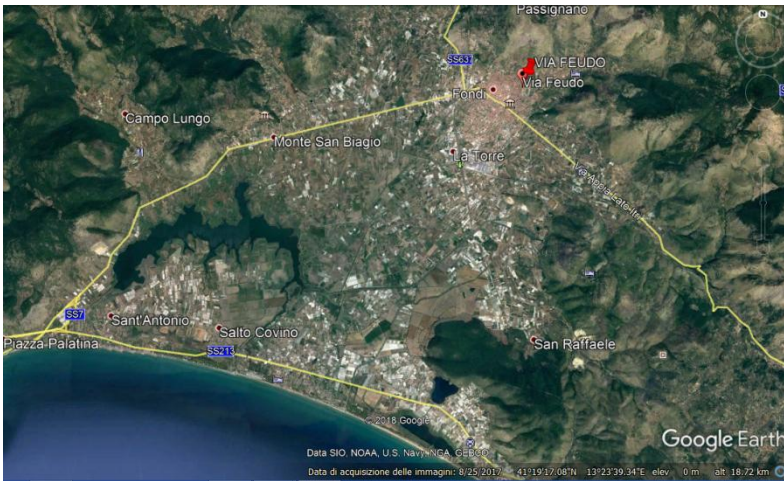 Passignano
N
SS637
VIA FEUDO
Via Feudo
Fondi
Campo Lungo
Monte San Biagio
La Torre
Via Appia Lato Itri
SS7
Sant'Antonio
Salto Covino
Piazza Palatina
SS213
San Raffaele
© 2018 Google
Google Earth
Data SIO, NOAA, U.S. Navy, NGA, GEBCO
Data di acquisizione delle immagini: 8/25/2017 41°19'17.08"N 13°23'39.34"E elev 0 m alt 18.72 km